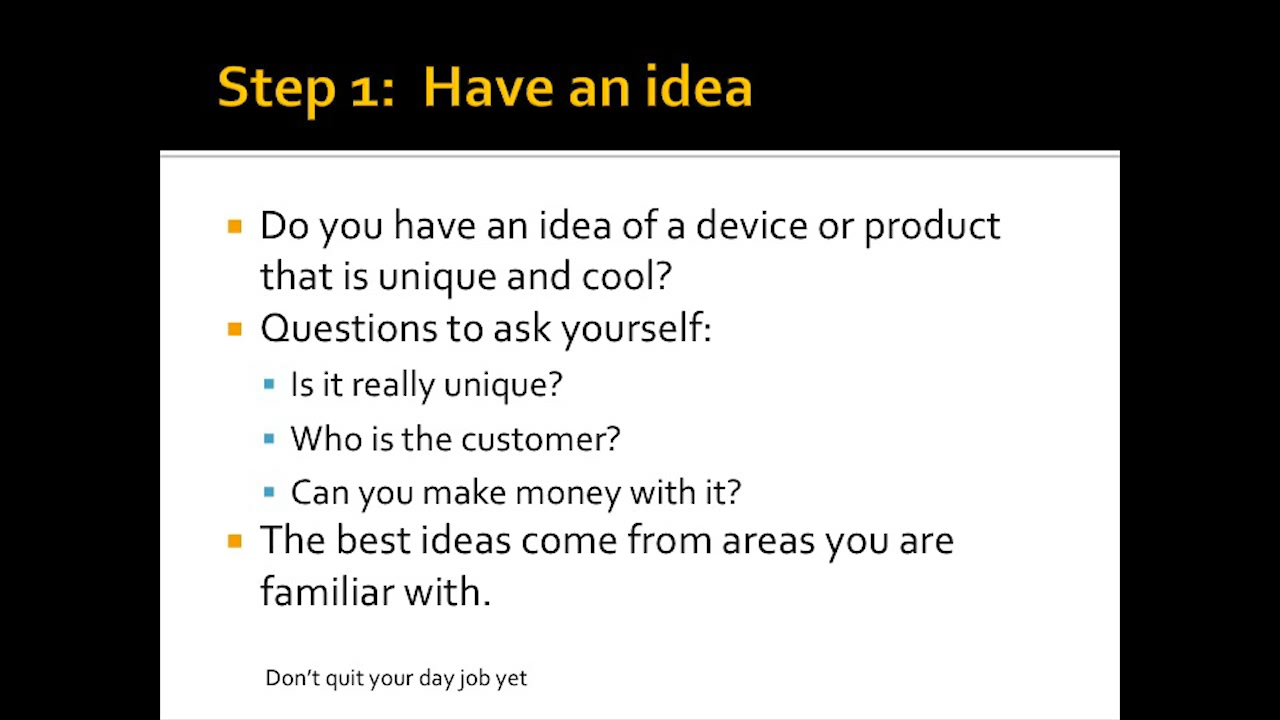 Step 1: Have an idea
Do you have an idea of a device or product
that is unique and cool?
Questions to ask yourself:
Is it really unique?
Who is the customer?
Can you make money with it?
The best ideas come from areas you are
familiar with.
Don’t quit your day job yet